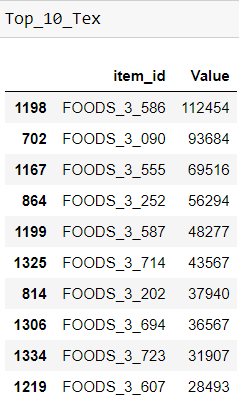 Top_10_Tex
item_id Value
1198 FOODS_3_586 112454
702 FOODS_3_090 93684
1167 FOODS_3_555 69516
864 FOODS_3_252 56294
1199 FOODS_3_587 48277
1325 FOODS_3_714 43567
814 FOODS_3_202 37940
1306 FOODS_3_694 36567
1334 FOODS_3_723 31907
1219 FOODS_3_607 28493